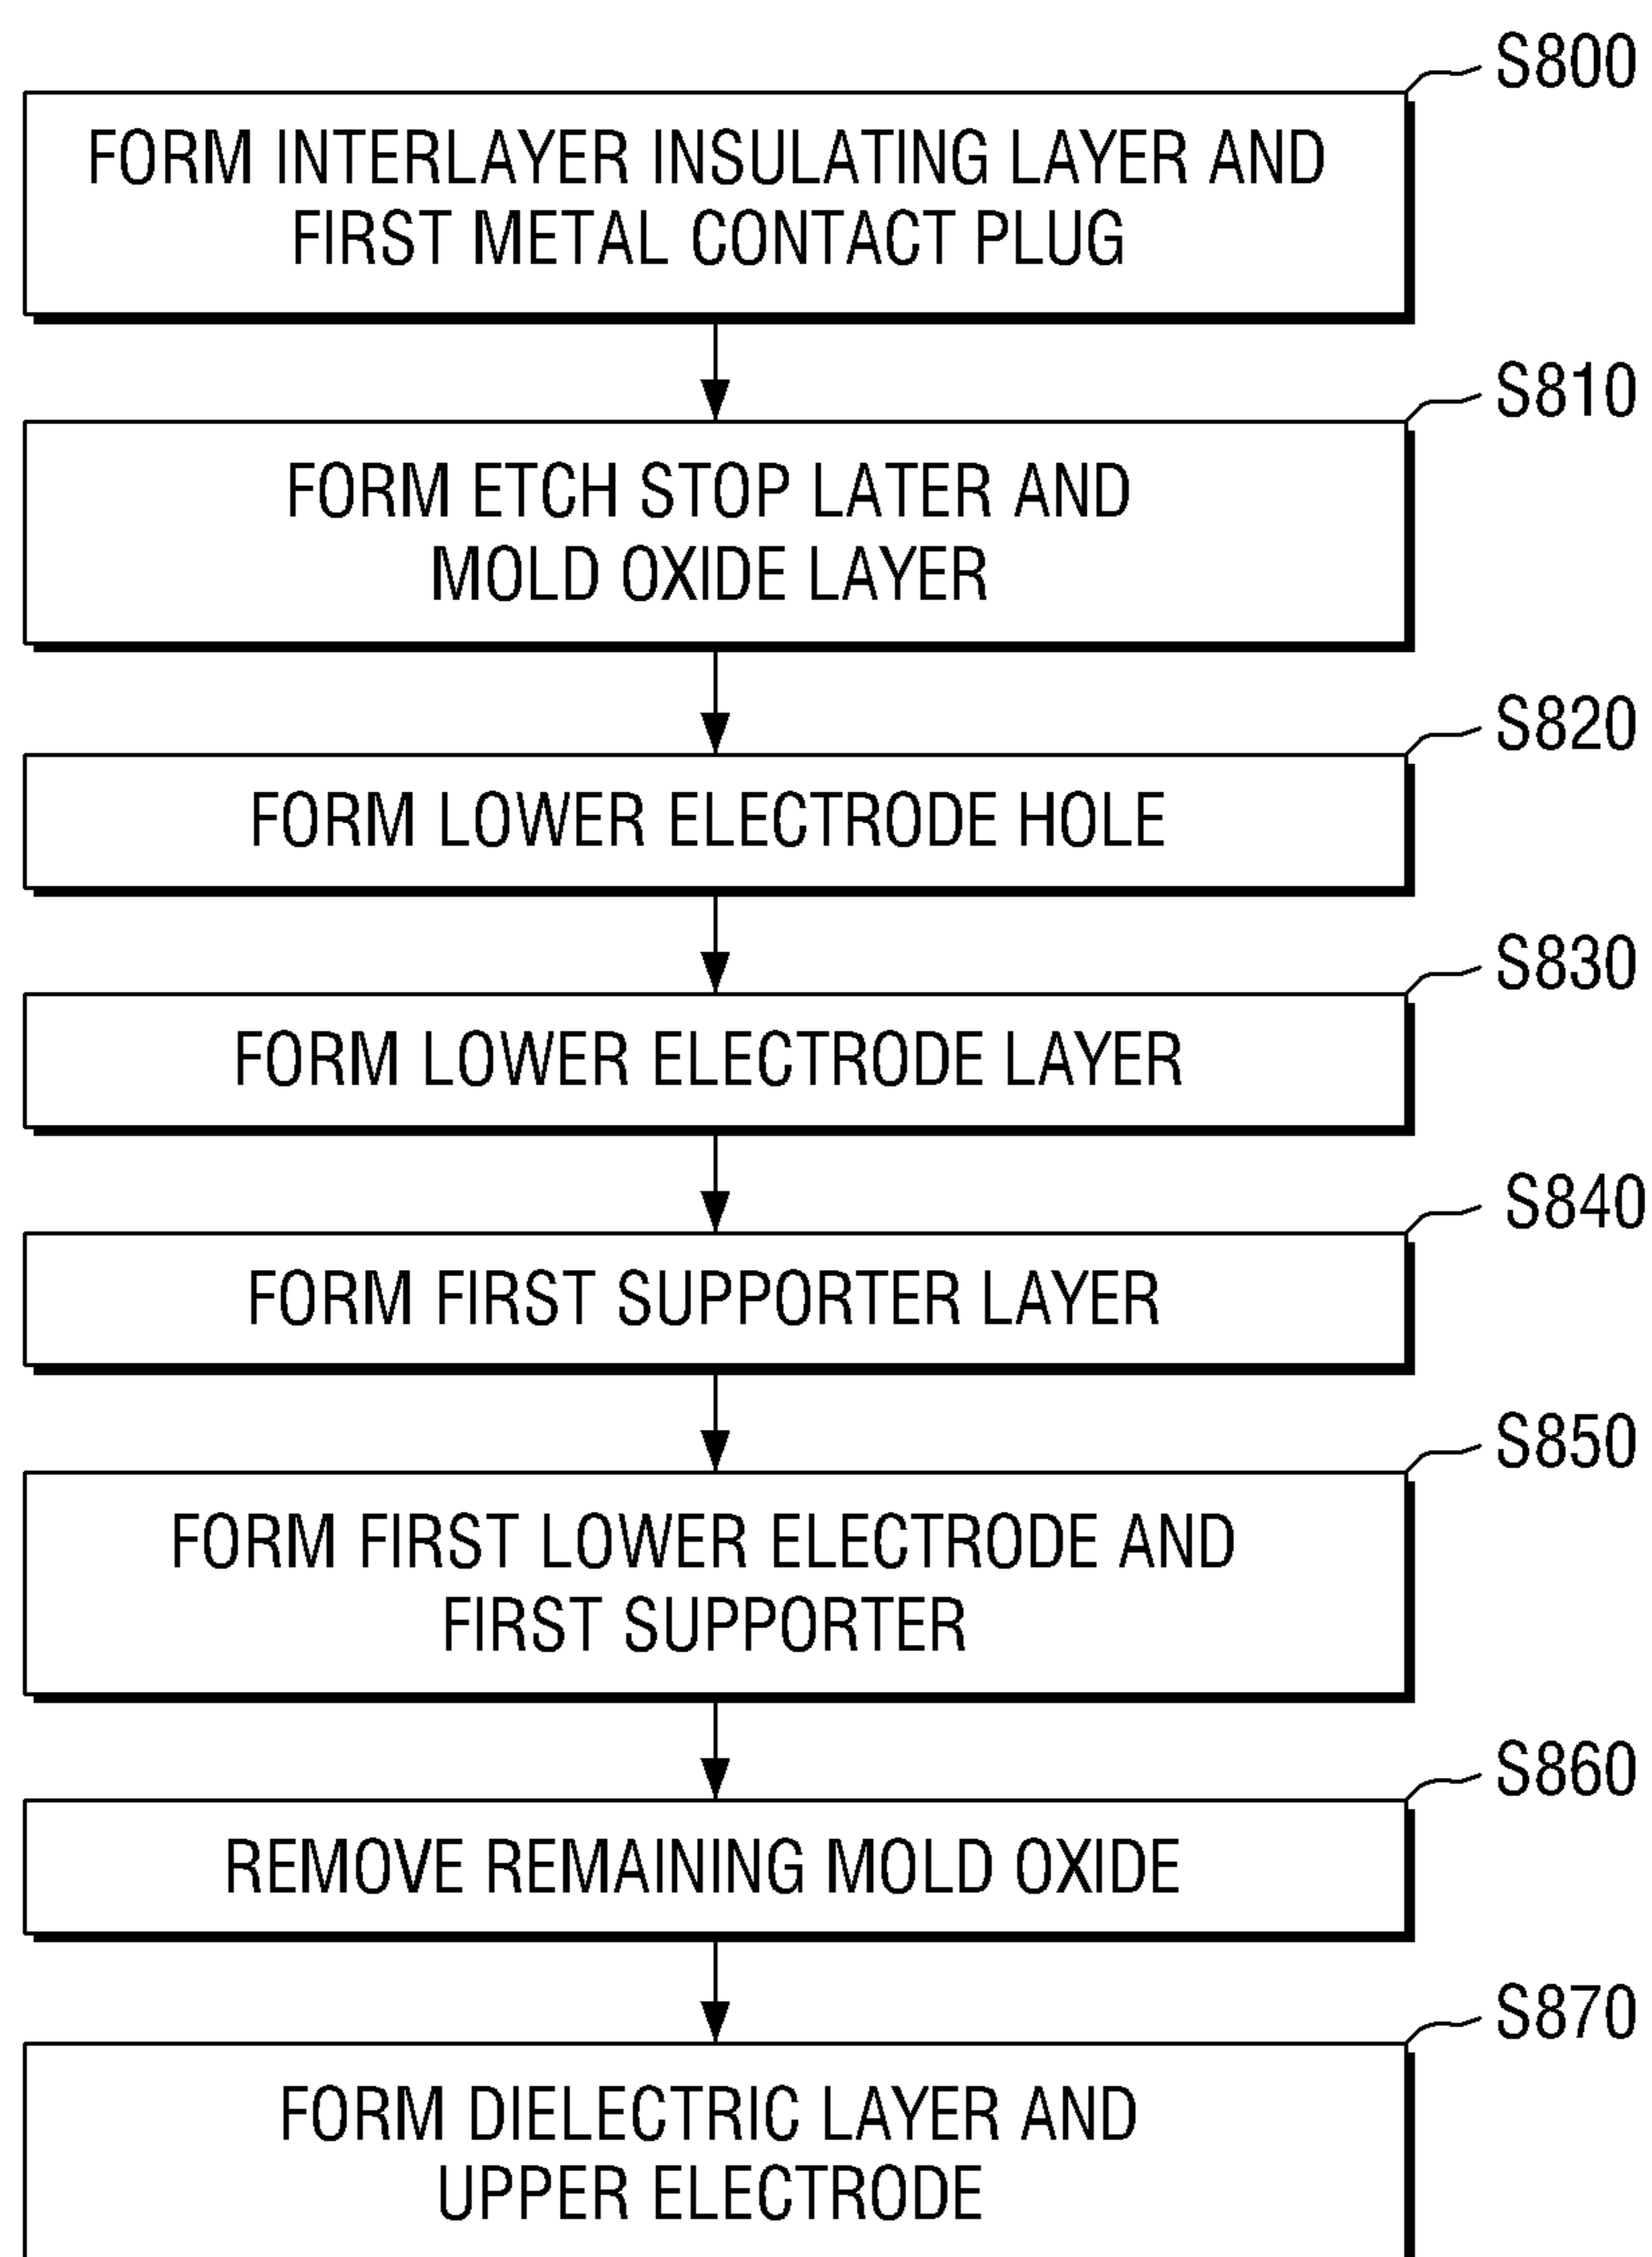 S800
FORM INTERLAYER INSULATING LAYER AND
FIRST METAL CONTACT PLUG
S810
FORM ETCH STOP LATER AND
MOLD OXIDE LAYER
S820
FORM LOWER ELECTRODE HOLE
S830
FORM LOWER ELECTRODE LAYER
S840
FORM FIRST SUPPORTER LAYER
S850
FORM FIRST LOWER ELECTRODE AND
FIRST SUPPORTER
S860
REMOVE REMAINING MOLD OXIDE
S870
FORM DIELECTRIC LAYER AND
UPPER ELECTRODE